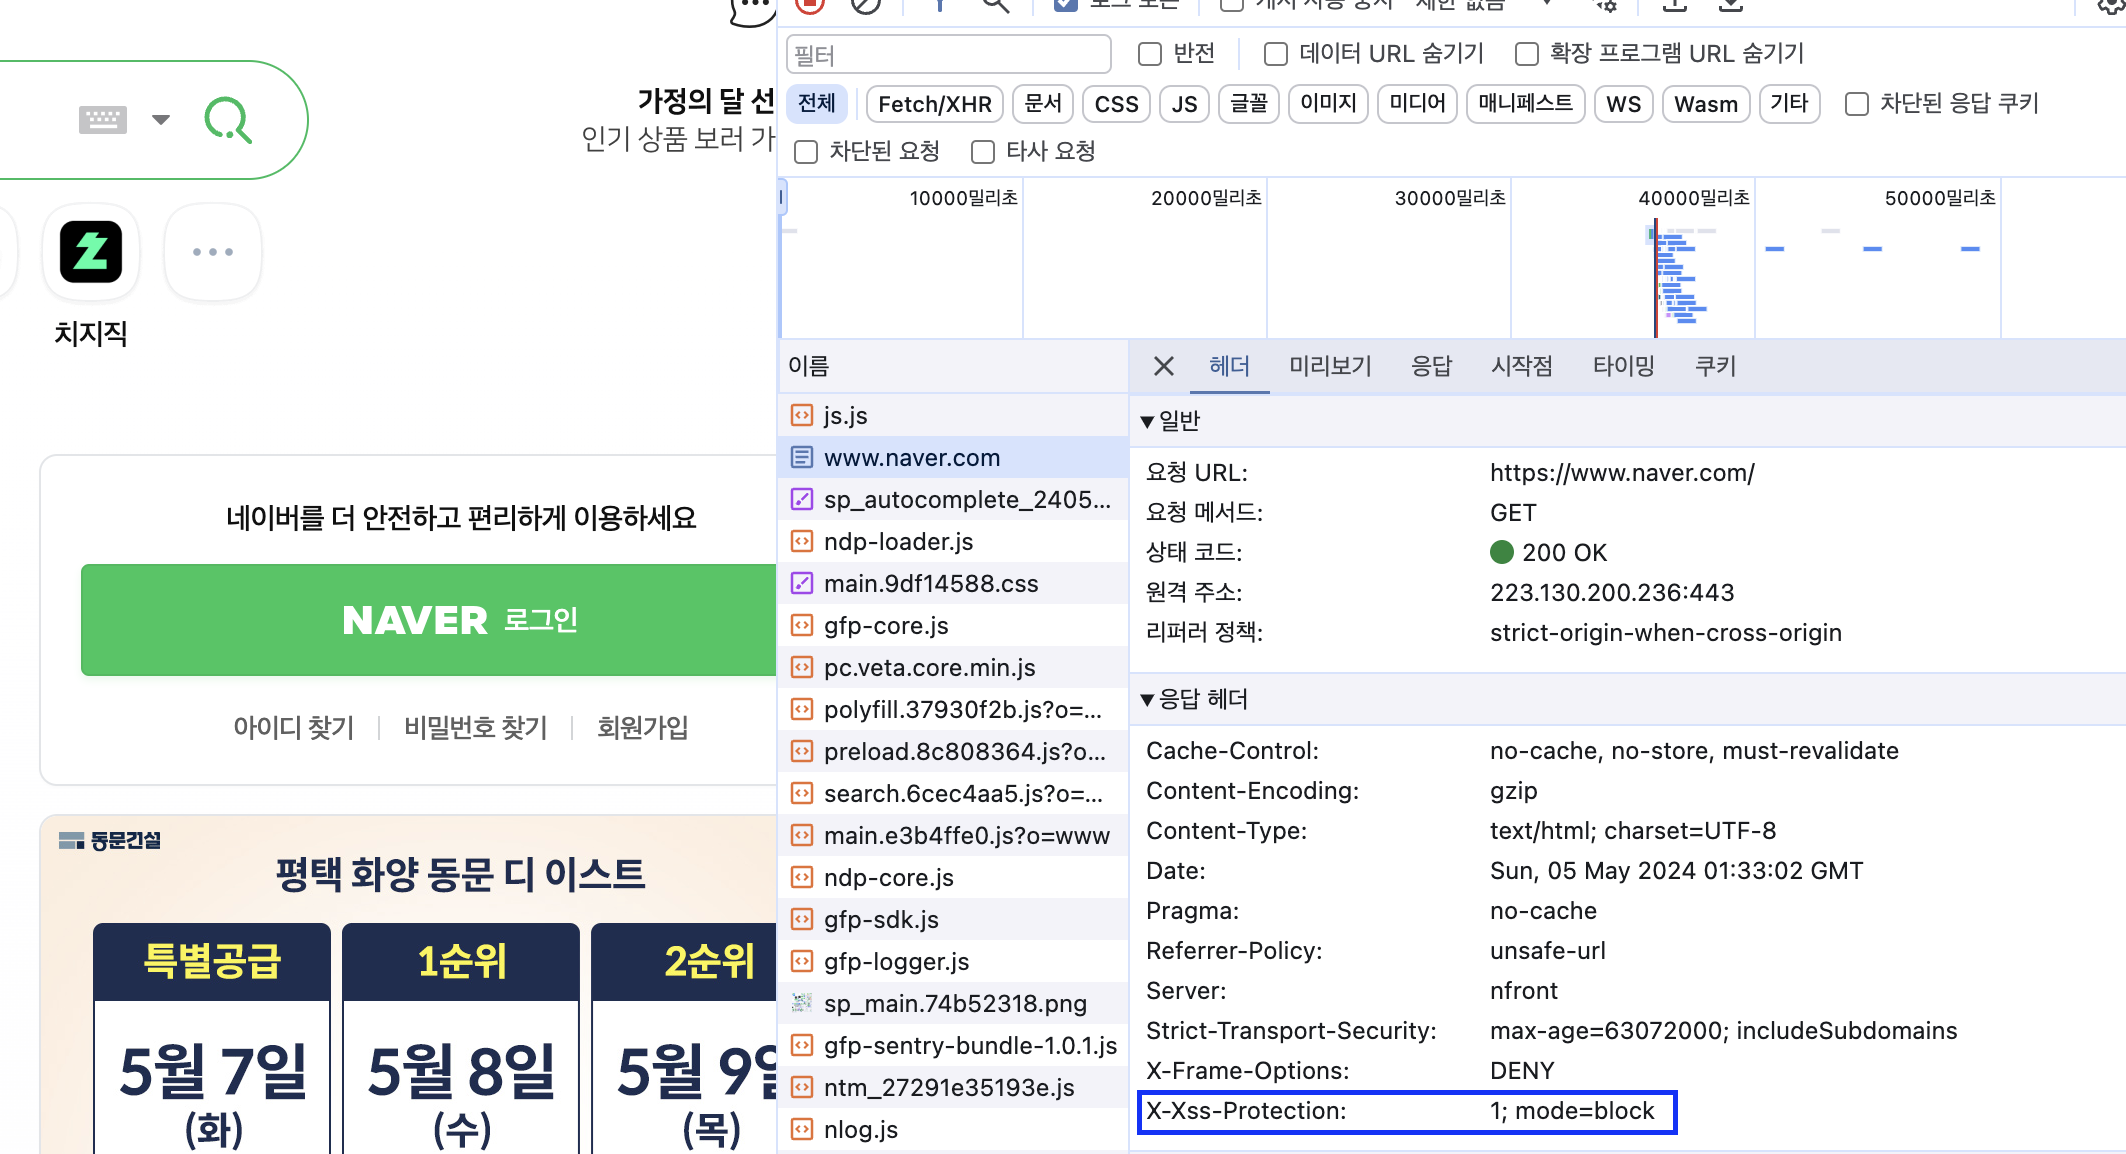 가정의 달 선
인기 상품 보러 가
치지직
네이버를 더 안전하고 편리하게 이용하세요
NAVER 로그인
아이디 찾기
비밀번호 찾기
회원가입
동문건설
평택 화양 동문 디 이스트
특별공급
1순위
2순위
5월 7일
5월 8일
5월 9일
(화)
(수)
(목)
필터
반전
데이터 URL 숨기기
확장 프로그램 URL 숨기기
전체
Fetch/XHR
문서
CSS
JS
글꼴
이미지
미디어
매니페스트
WS
Wasm
기타
차단된 응답 쿠키
차단된 요청
타사 요청
10000밀리초
20000밀리초
30000밀리초
40000밀리초
50000밀리초
이름
js.js
www.naver.com
sp_autocomplete_2405...
ndp-loader.js
main.9df14588.css
gfp-core.js
pc.veta.core.min.js
polyfill.37930f2b.js?o=...
preload.8c808364.js?o...
search.6cec4aa5.js?o=...
main.e3b4ffe0.js?o=www
ndp-core.js
gfp-sdk.js
gfp-logger.js
sp_main.74b52318.png
gfp-sentry-bundle-1.0.1.js
ntm_27291e35193e.js
nlog.js
헤더
미리보기
응답
시작점
타이밍
쿠키
▼일반
요청 URL: https://www.naver.com/
요청 메서드: GET
상태 코드: 200 OK
원격 주소: 223.130.200.236:443
리퍼러 정책: strict-origin-when-cross-origin
▼응답 헤더
Cache-Control: no-cache, no-store, must-revalidate
Content-Encoding: gzip
Content-Type: text/html; charset=UTF-8
Date: Sun, 05 May 2024 01:33:02 GMT
Pragma: no-cache
Referrer-Policy: unsafe-url
Server: nfront
Strict-Transport-Security: max-age=63072000; includeSubdomains
X-Frame-Options: DENY
X-Xss-Protection: 1; mode=block